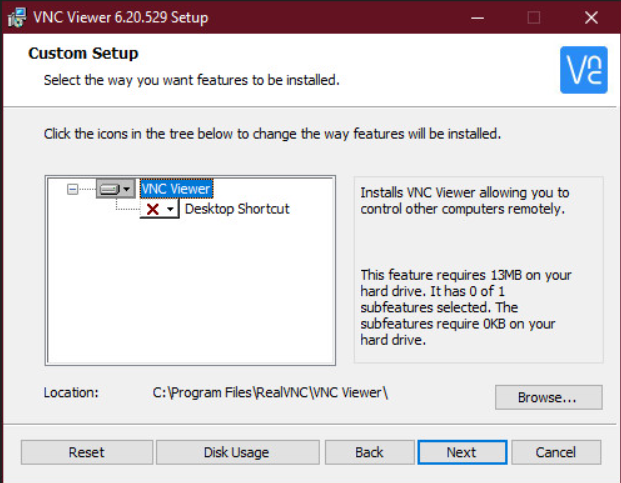 VNC Viewer 6.20.529 Setup
Custom Setup
Select the way you want features to be installed.
VNC
Click the icons in the tree below to change the way features will be installed.
VNC Viewer
Desktop Shortcut
Installs VNC Viewer allowing you to
control other computers remotely.
This feature requires 13MB on your
hard drive. It has 0 of 1
subfeatures selected. The
subfeatures require 0KB on your
hard drive.
Location: C:\Program Files\RealVNC\VNC Viewer\
Browse...
Reset Disk Usage Back Next Cancel